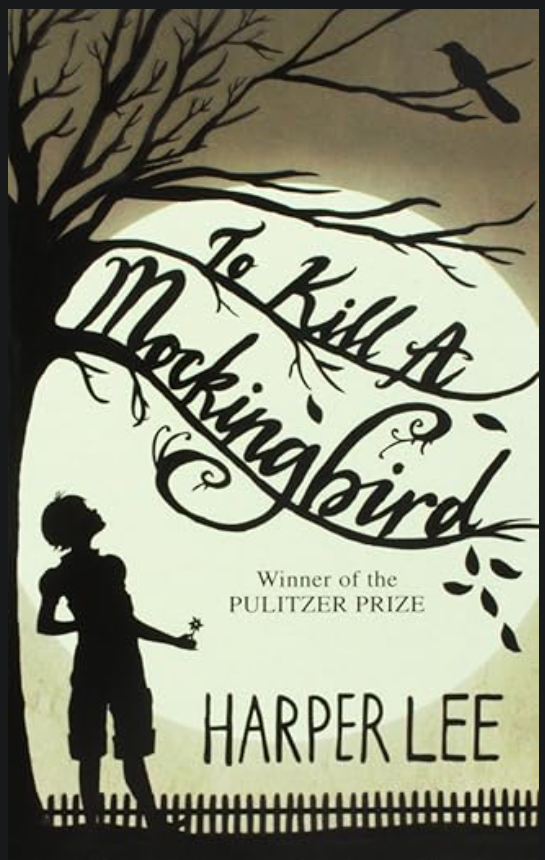 To Kill A
Mockingbird
Winner of the
PULITZER PRIZE
HARPER LEE